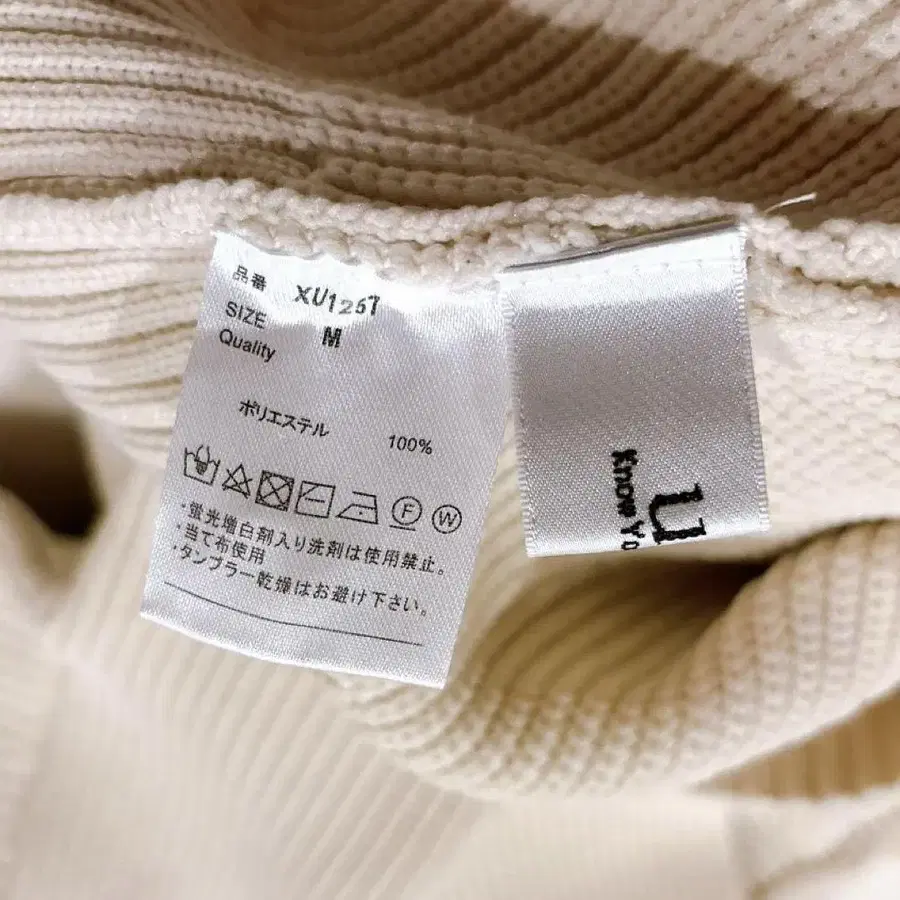 品番 XU1267
SIZE M
Quality
ポリエステル 100%
F W
・蛍光増白剤入り洗剤は使用禁止。
・当て布使用
・タンブラー乾燥はお避け下さい。
U
Know Yo